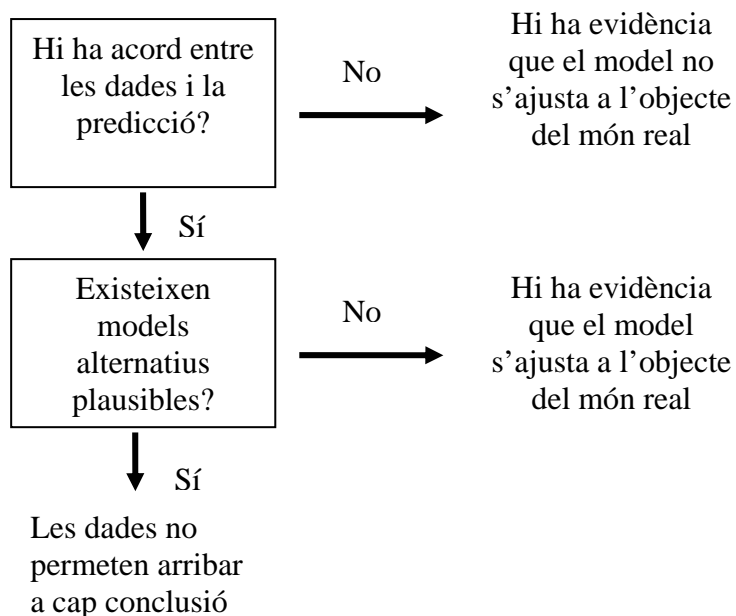 Hi ha acord entre
les dades i la
predicció?
No
Hi ha evidència
que el model no
s’ajusta a l’objecte
del món real
Sí
Existeixen
models
alternatius
plausibles?
No
Hi ha evidència
que el model
s’ajusta a l’objecte
del món real
Sí
Les dades no
permeten arribar
a cap conclusió